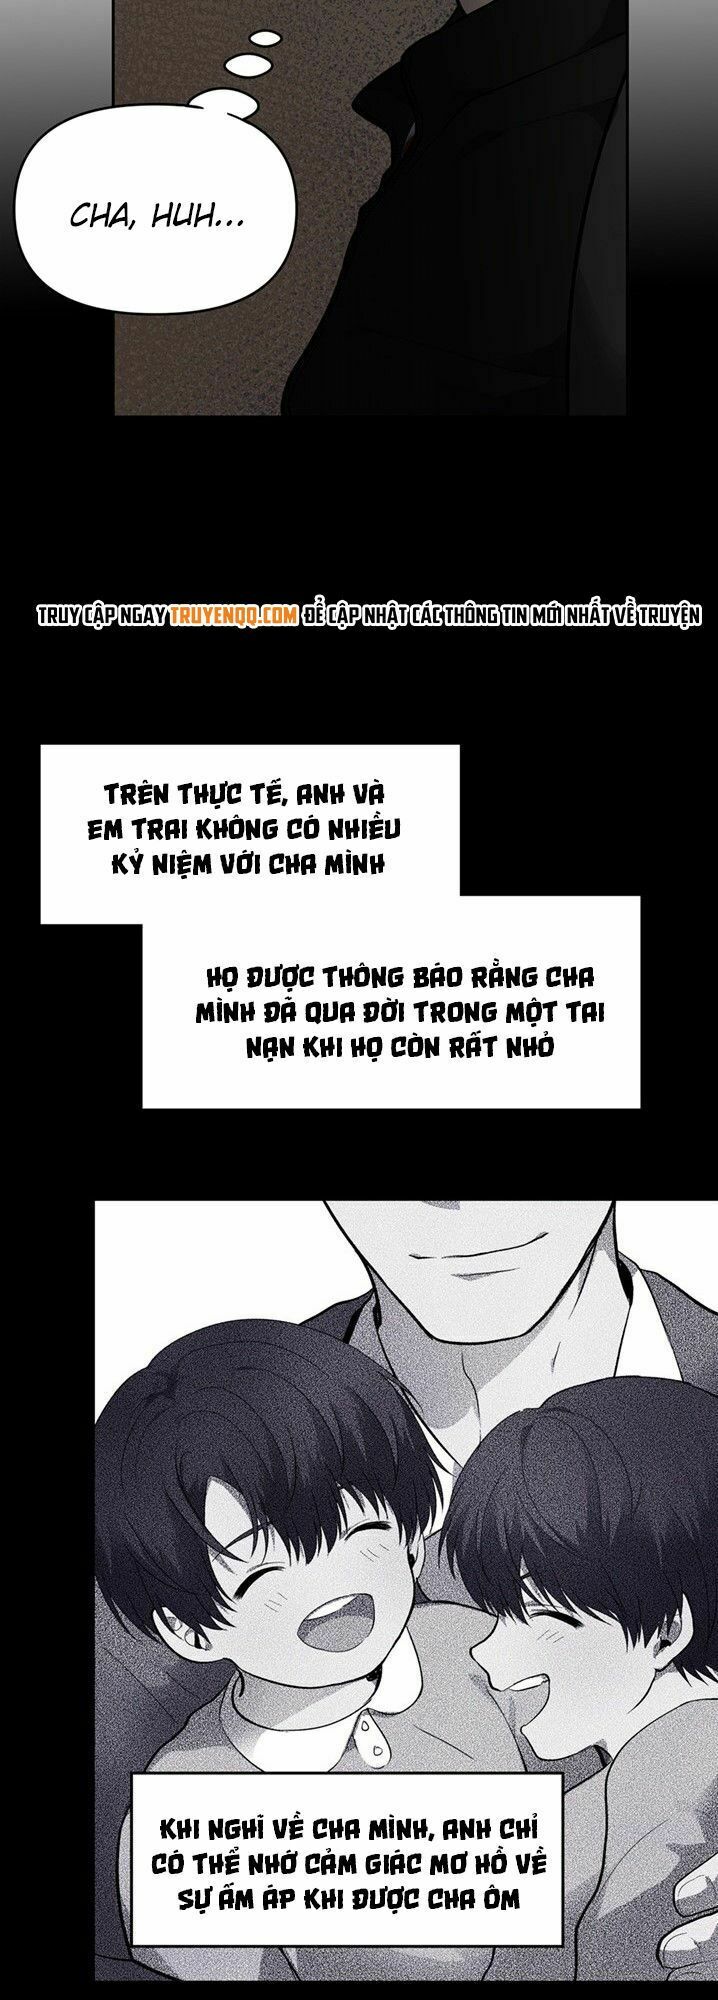 CHA, HUH...
TRUY CẬP NGAY TRUYENQQ.COM ĐỂ CẬP NHẬT CÁC THÔNG TIN MỚI NHẤT VỀ TRUYỆN
TRÊN THỰC TẾ, ANH VÀ
EM TRAI KHÔNG CÓ NHIỀU
KỶ NIỆM VỚI CHA MÌNH
HỌ ĐƯỢC THÔNG BÁO RẰNG CHA
MÌNH ĐÃ QUA ĐỜI TRONG MỘT TAI
NẠN KHI HỌ CÒN RẤT NHỎ
KHI NGHĨ VỀ CHA MÌNH, ANH CHỈ
CÓ THỂ NHỚ CẢM GIÁC MƠ HỒ VỀ
SỰ ẤM ÁP KHI ĐƯỢC CHA ÔM